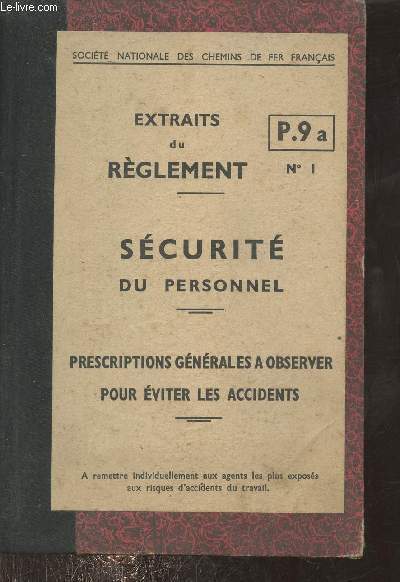 Le-livre.com
SOCIÉTÉ NATIONALE DES CHEMINS DE FER FRANÇAIS
EXTRAITS
du
RÈGLEMENT
P.9 a
N° I
SÉCURITÉ
DU PERSONNEL
PRESCRIPTIONS GÉNÉRALES A OBSERVER
POUR ÉVITER LES ACCIDENTS
A remettre individuellement aux agents les plus exposés
aux risques d'accidents du travail.